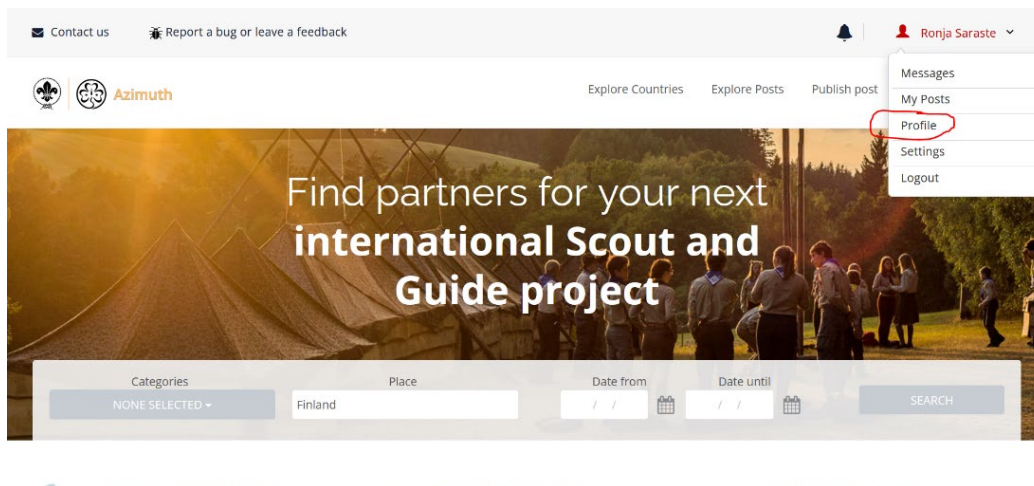 Contact us Report a bug or leave a feedback Ronja Saraste
Azimuth Explore Countries Explore Posts Publish post
Messages
My Posts
Profile
Settings
Logout
Find partners for your next
international Scout and
Guide project
Categories Place Date from Date until
NONE SELECTED Finland / / / / SEARCH